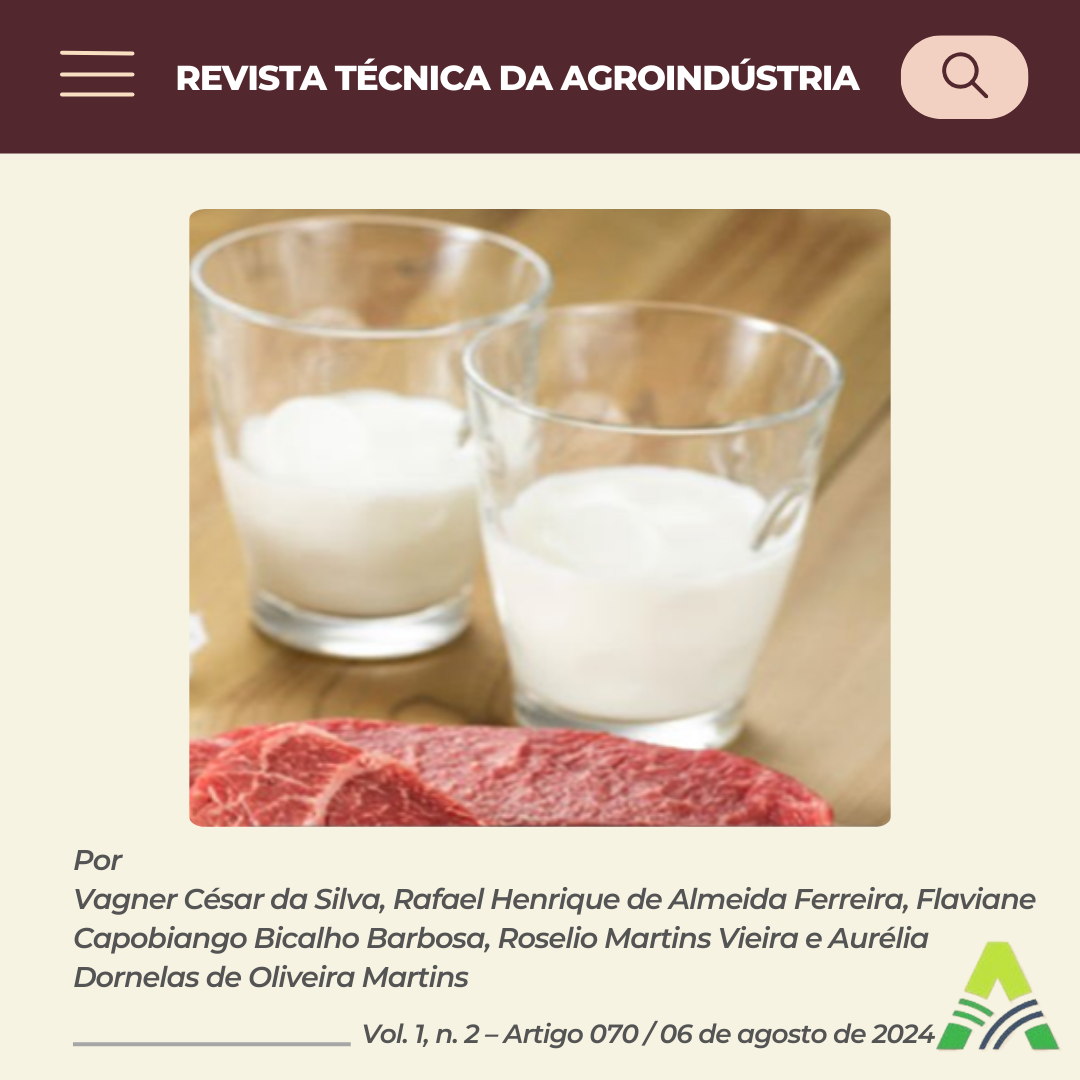 REVISTA TÉCNICA DA AGROINDÚSTRIA
Por
Vagner César da Silva, Rafael Henrique de Almeida Ferreira, Flaviane
Capobiango Bicalho Barbosa, Roselio Martins Vieira e Aurélia
Dornelas de Oliveira Martins
Vol. 1, n. 2 – Artigo 070 / 06 de agosto de 2024